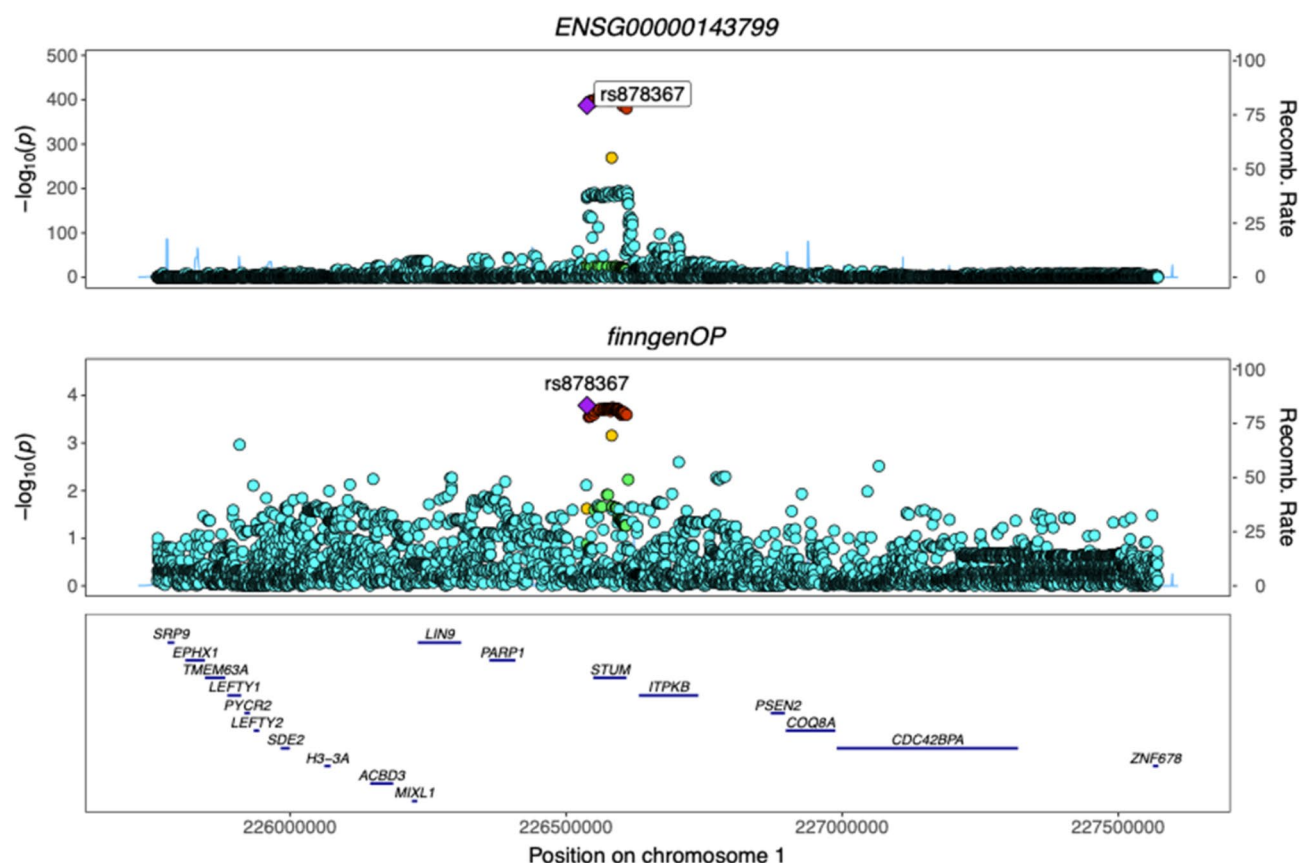 ENSG00000143799
500
400
300
200
100
0
−log₁₀(p)
rs878367
100
75
50
25
0
Recomb. Rate
finngenOP
4
3
2
1
0
−log₁₀(p)
rs878367
100
75
50
25
0
Recomb. Rate
SRP9
LIN9
EPHX1
PARP1
TMEM63A
STUM
LEFTY1
ITPKB
PYCR2
PSEN2
LEFTY2
COQ8A
SDE2
CDC42BPA
H3−3A
ZNF678
ACBD3
MIXL1
226000000 226500000 227000000 227500000
Position on chromosome 1